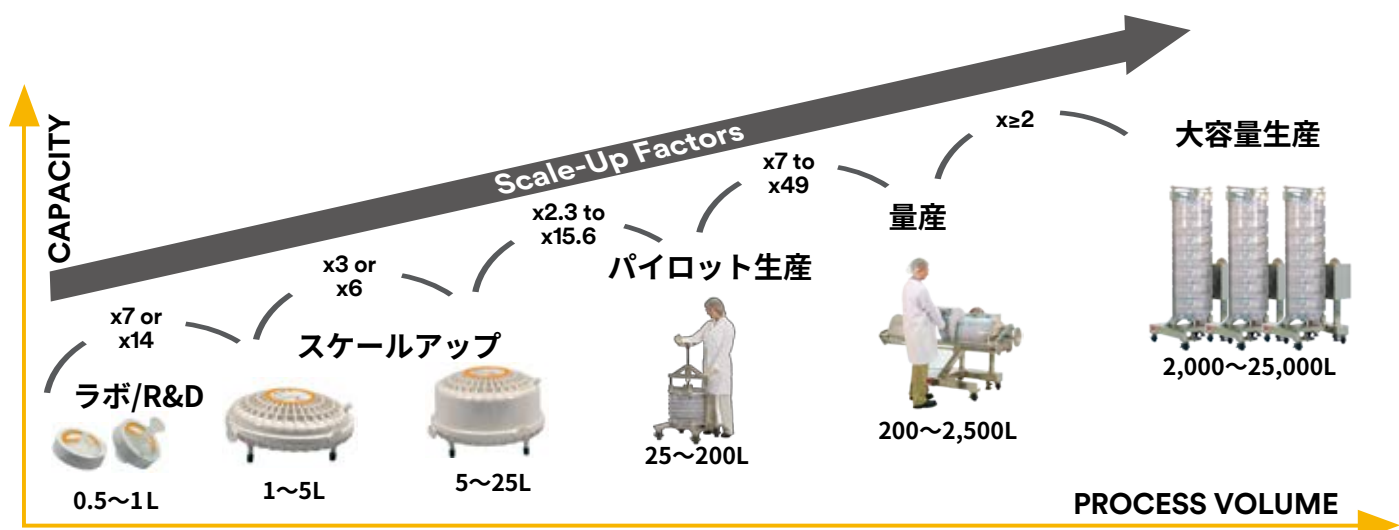 CAPACITY
Scale-Up Factors
x7 or
x14
x3 or
x6
x2.3 to
x15.6
x7 to
x49
x≥2
ラボ/R&D
スケールアップ
パイロット生産
量産
大容量生産
0.5〜1L
1〜5L
5〜25L
25〜200L
200〜2,500L
2,000〜25,000L
PROCESS VOLUME